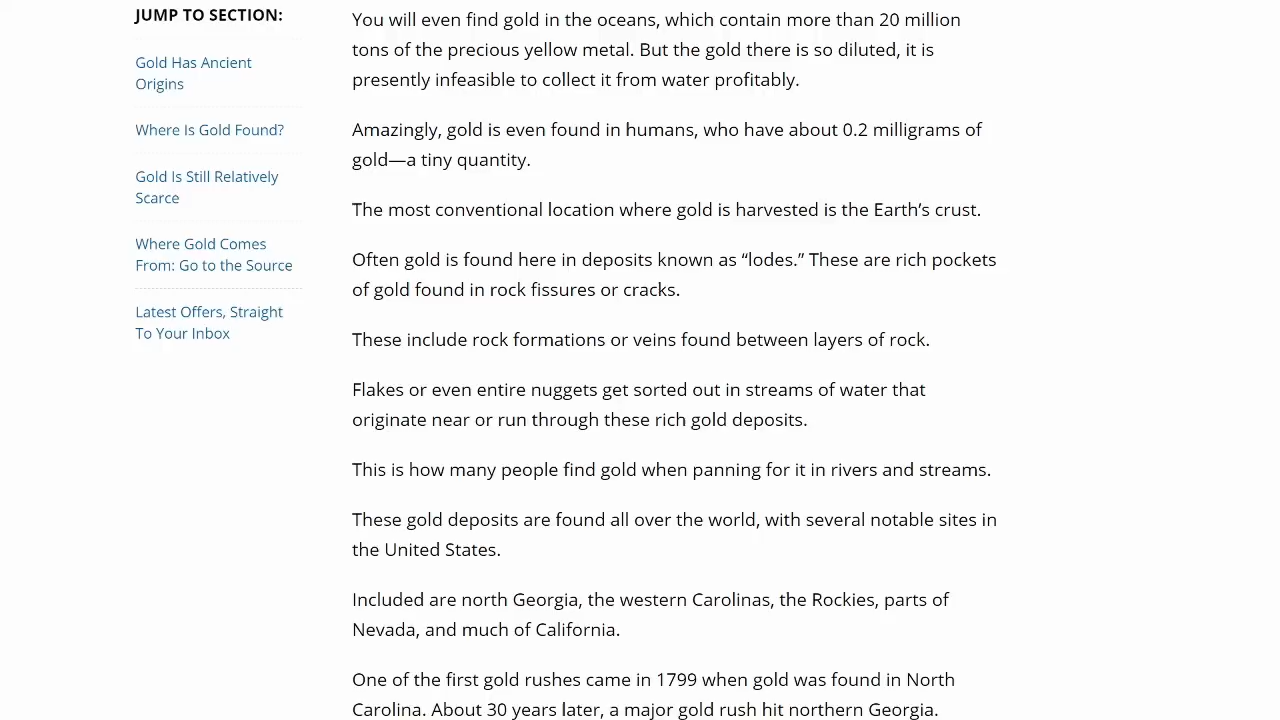 JUMP TO SECTION:
Gold Has Ancient
Origins
Where Is Gold Found?
Gold Is Still Relatively
Scarce
Where Gold Comes
From: Go to the Source
Latest Offers, Straight
To Your Inbox
You will even find gold in the oceans, which contain more than 20 million
tons of the precious yellow metal. But the gold there is so diluted, it is
presently infeasible to collect it from water profitably.
Amazingly, gold is even found in humans, who have about 0.2 milligrams of
gold—a tiny quantity.
The most conventional location where gold is harvested is the Earth’s crust.
Often gold is found here in deposits known as “lodes.” These are rich pockets
of gold found in rock fissures or cracks.
These include rock formations or veins found between layers of rock.
Flakes or even entire nuggets get sorted out in streams of water that
originate near or run through these rich gold deposits.
This is how many people find gold when panning for it in rivers and streams.
These gold deposits are found all over the world, with several notable sites in
the United States.
Included are north Georgia, the western Carolinas, the Rockies, parts of
Nevada, and much of California.
One of the first gold rushes came in 1799 when gold was found in North
Carolina. About 30 years later, a major gold rush hit northern Georgia.